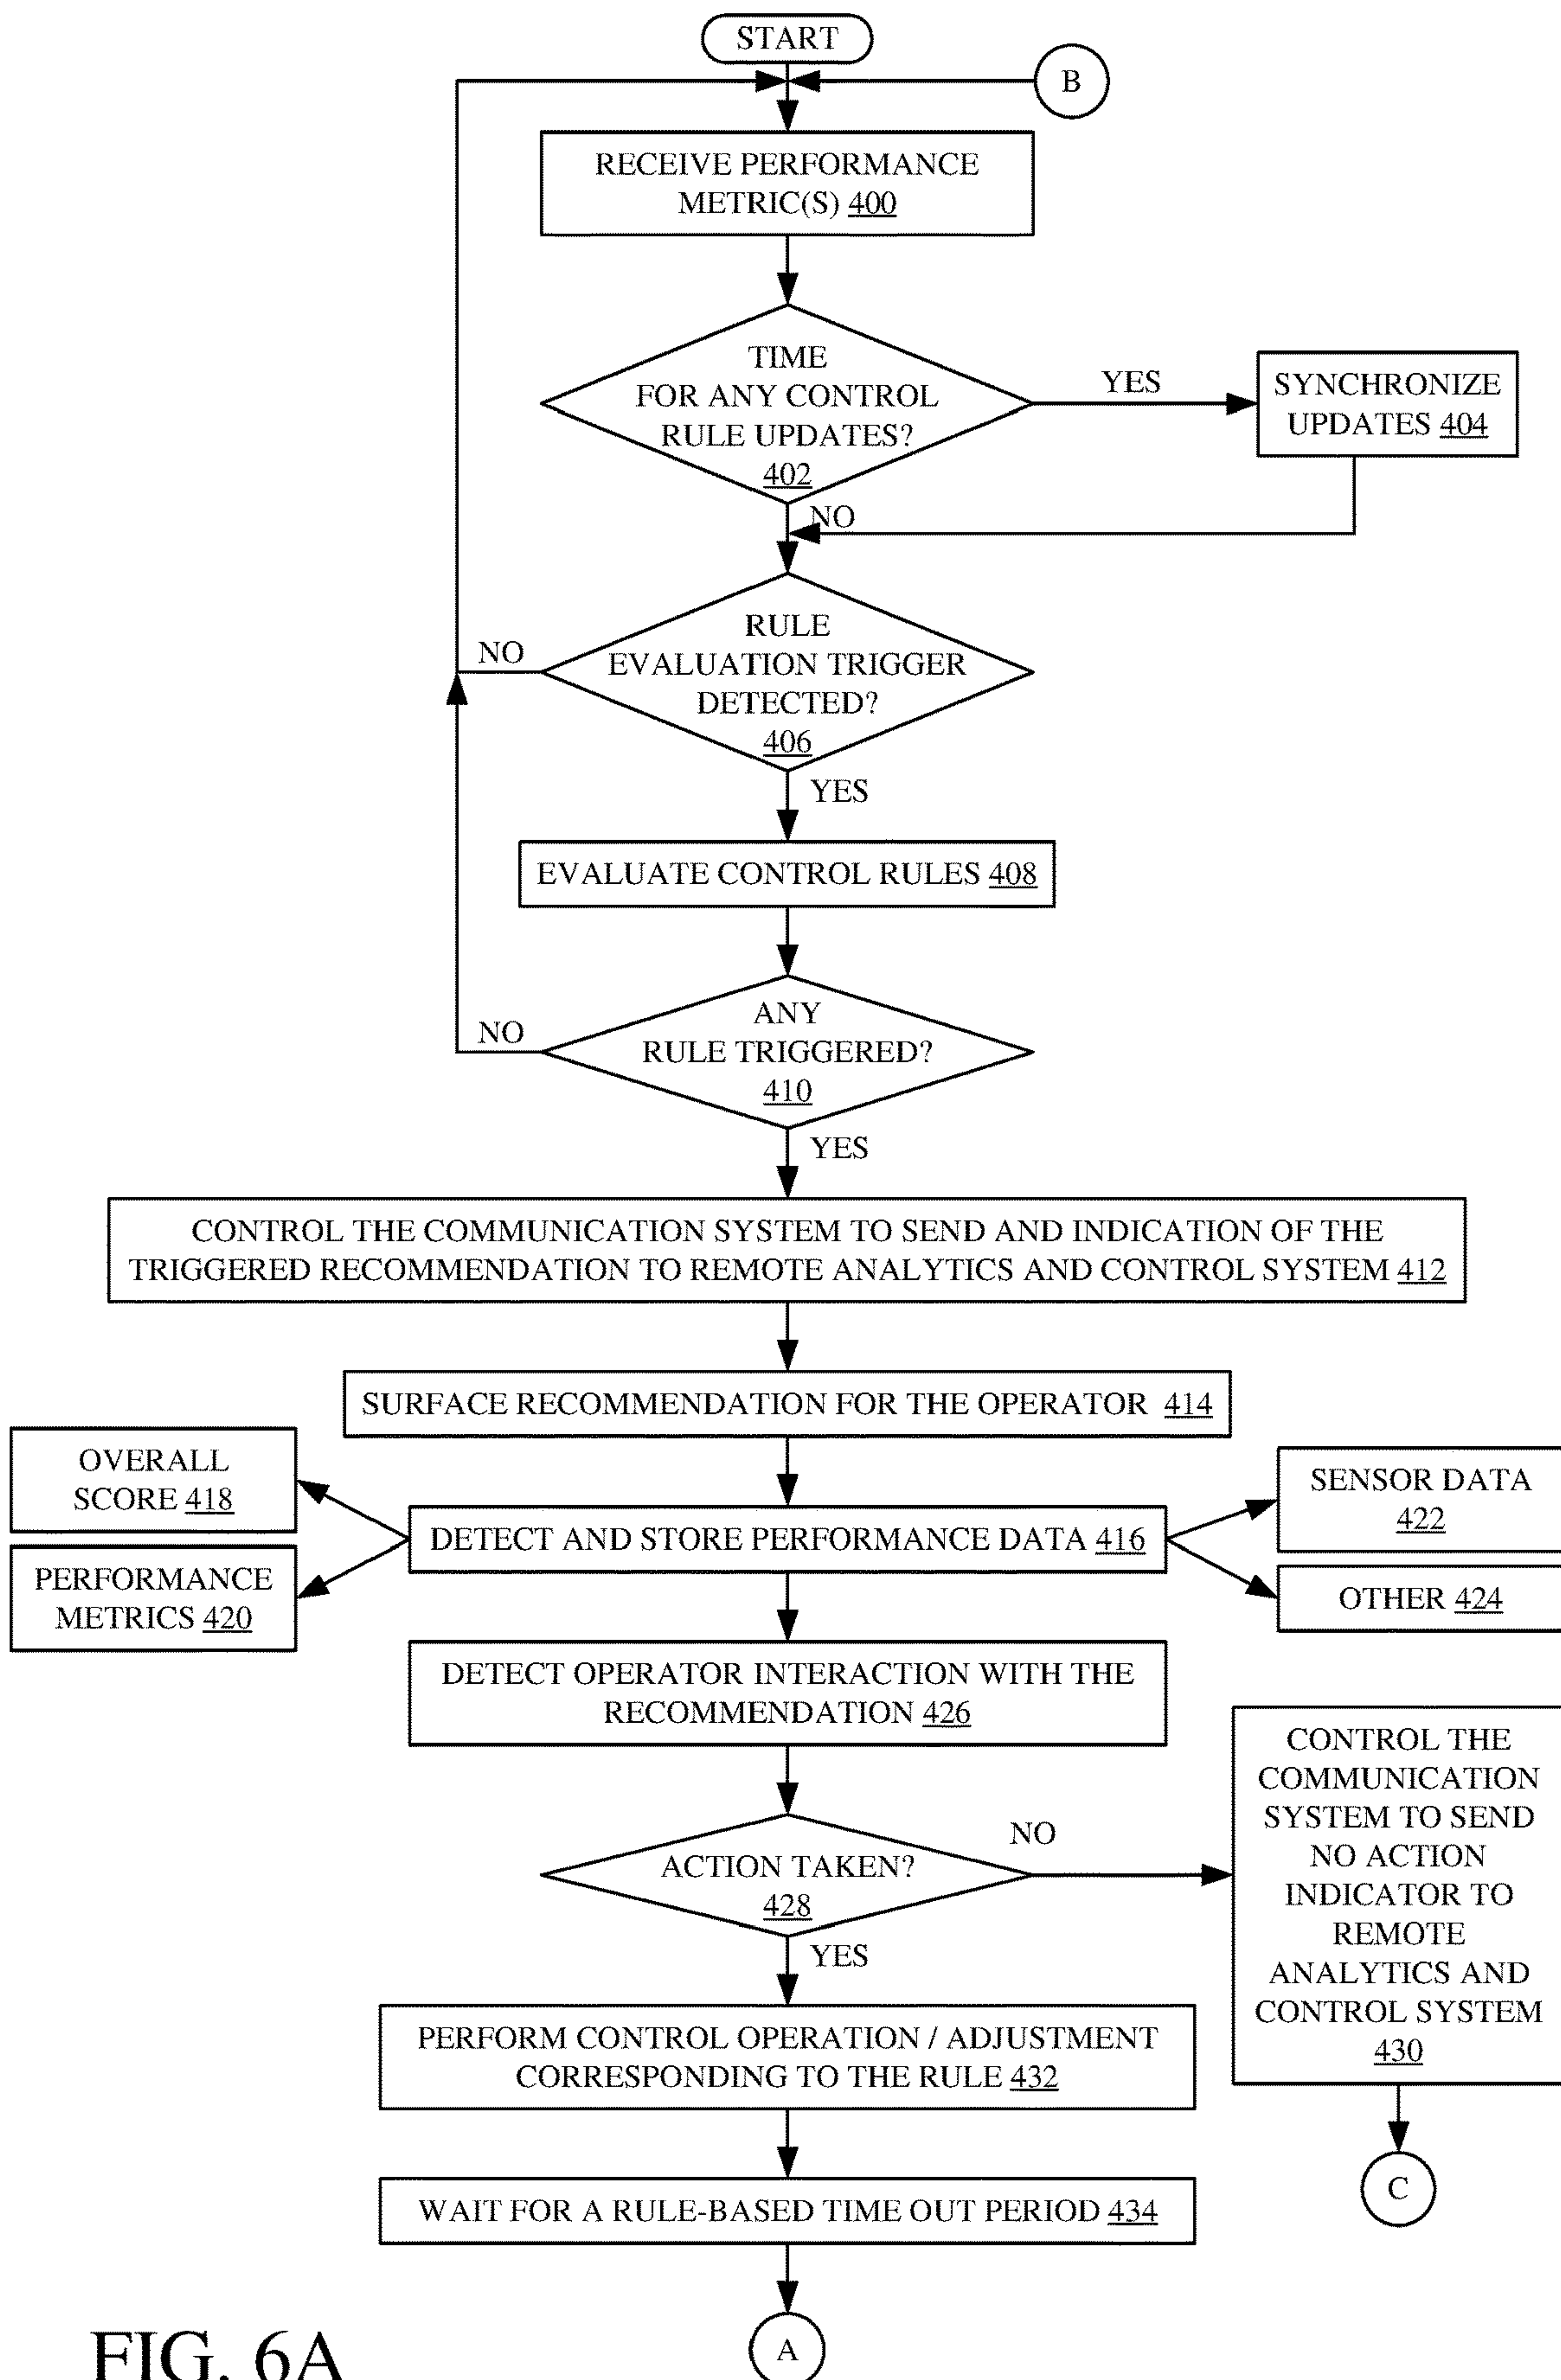 START
B
RECEIVE PERFORMANCE
METRIC(S) 400
TIME
FOR ANY CONTROL
RULE UPDATES?
402
YES
SYNCHRONIZE
UPDATES 404
NO
RULE
EVALUATION TRIGGER
DETECTED?
406
NO
YES
EVALUATE CONTROL RULES 408
ANY
RULE TRIGGERED?
410
NO
YES
CONTROL THE COMMUNICATION SYSTEM TO SEND AND INDICATION OF THE
TRIGGERED RECOMMENDATION TO REMOTE ANALYTICS AND CONTROL SYSTEM 412
SURFACE RECOMMENDATION FOR THE OPERATOR 414
OVERALL
SCORE 418
PERFORMANCE
METRICS 420
DETECT AND STORE PERFORMANCE DATA 416
SENSOR DATA
422
OTHER 424
DETECT OPERATOR INTERACTION WITH THE
RECOMMENDATION 426
ACTION TAKEN?
428
NO
YES
CONTROL THE
COMMUNICATION
SYSTEM TO SEND
NO ACTION
INDICATOR TO
REMOTE
ANALYTICS AND
CONTROL SYSTEM
430
C
PERFORM CONTROL OPERATION / ADJUSTMENT
CORRESPONDING TO THE RULE 432
WAIT FOR A RULE-BASED TIME OUT PERIOD 434
A
FIG. 6A